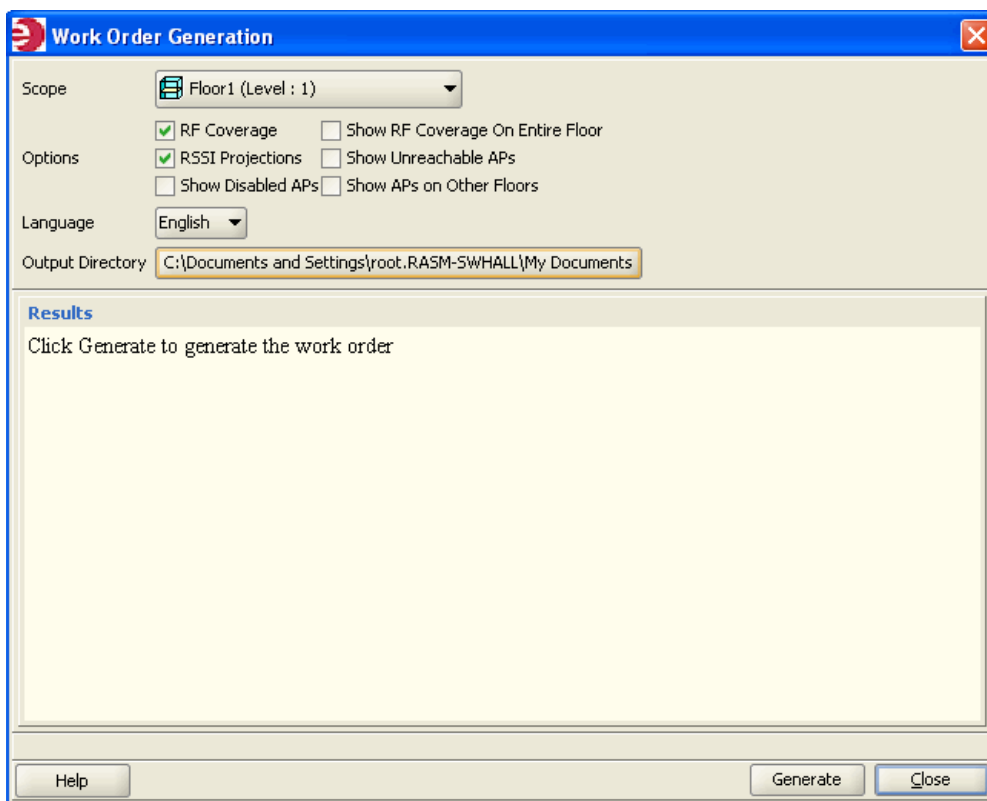 Work Order Generation
Scope
Floor1 (Level : 1)
Options
RF Coverage
Show RF Coverage On Entire Floor
RSSI Projections
Show Unreachable APs
Show Disabled APs
Show APs on Other Floors
Language
English
Output Directory
C:\Documents and Settings\root.RASM-SWHALL\My Documents
Results
Click Generate to generate the work order
Help
Generate
Close